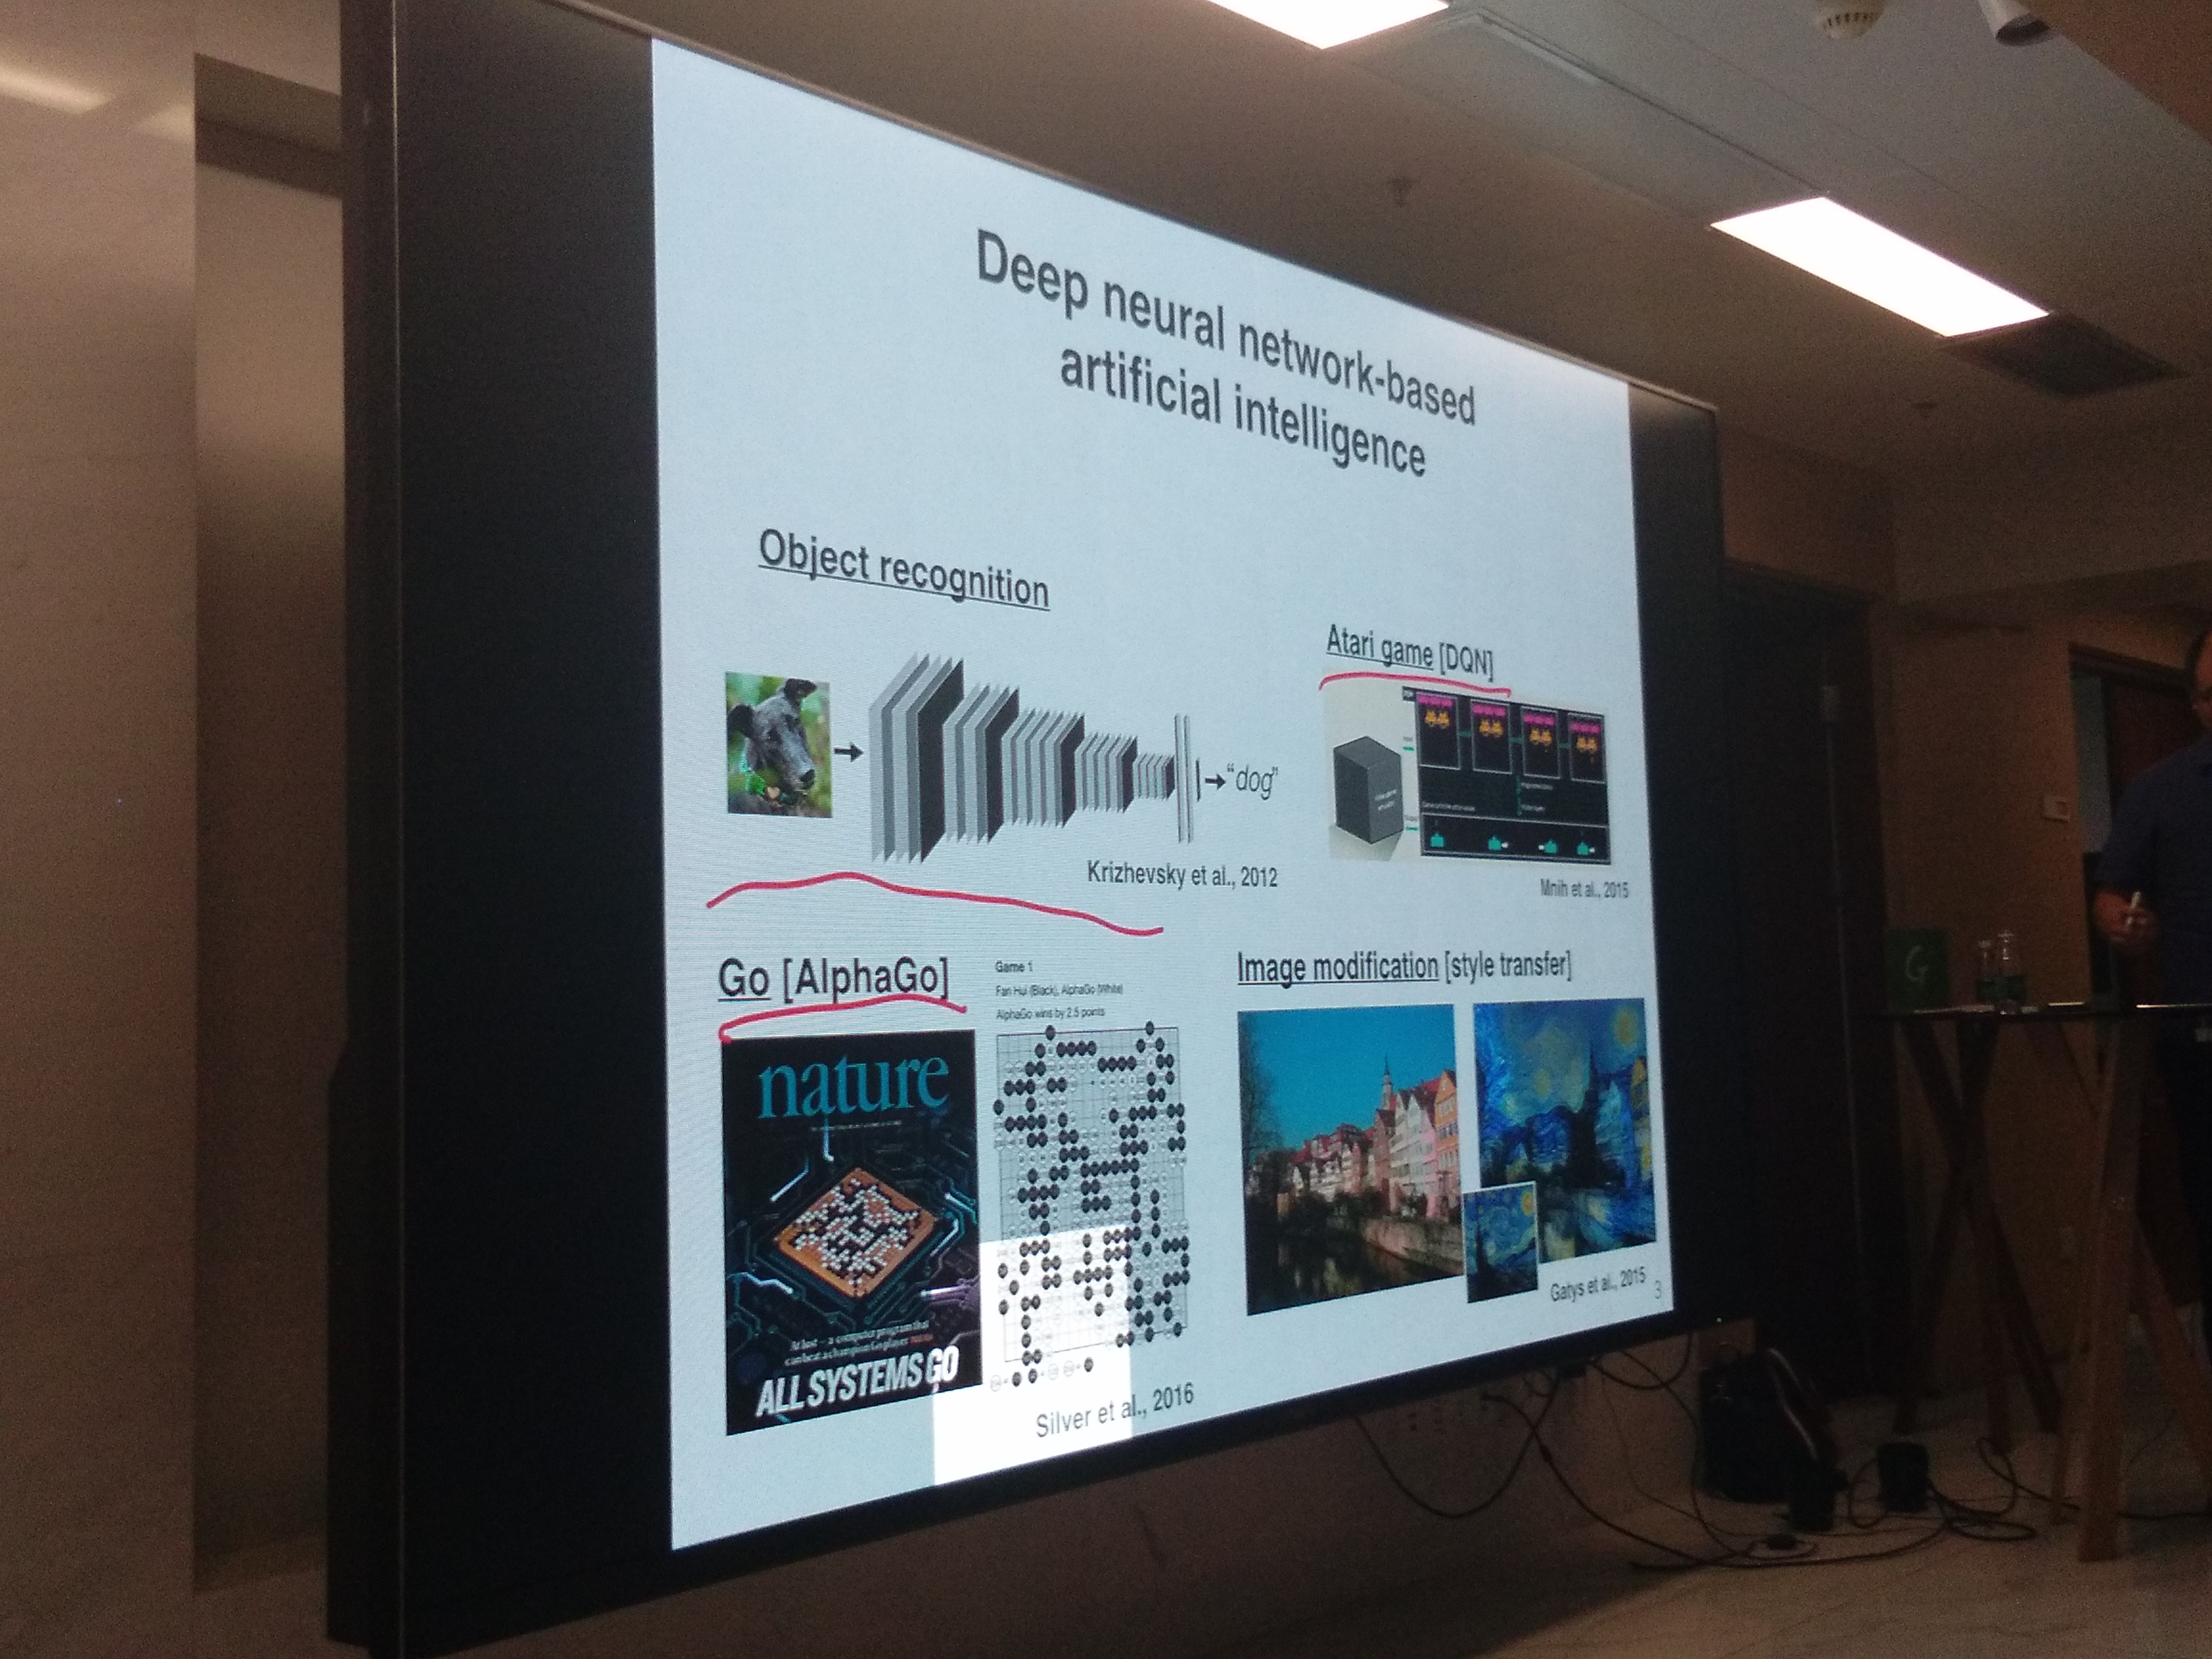 Deep neural network-based
artificial intelligence
Object recognition
"dog"
Krizhevsky et al., 2012
Atari game [DQN]
Mnih et al., 2015
Go [AlphaGo]
Game 1
Fan Hui (Black), AlphaGo (White)
AlphaGo wins by 2.5 points
nature
At last – a computer program that
can beat a champion Go player
ALL SYSTEMS GO
Silver et al., 2016
Image modification [style transfer]
Gatys et al., 2015
3
G